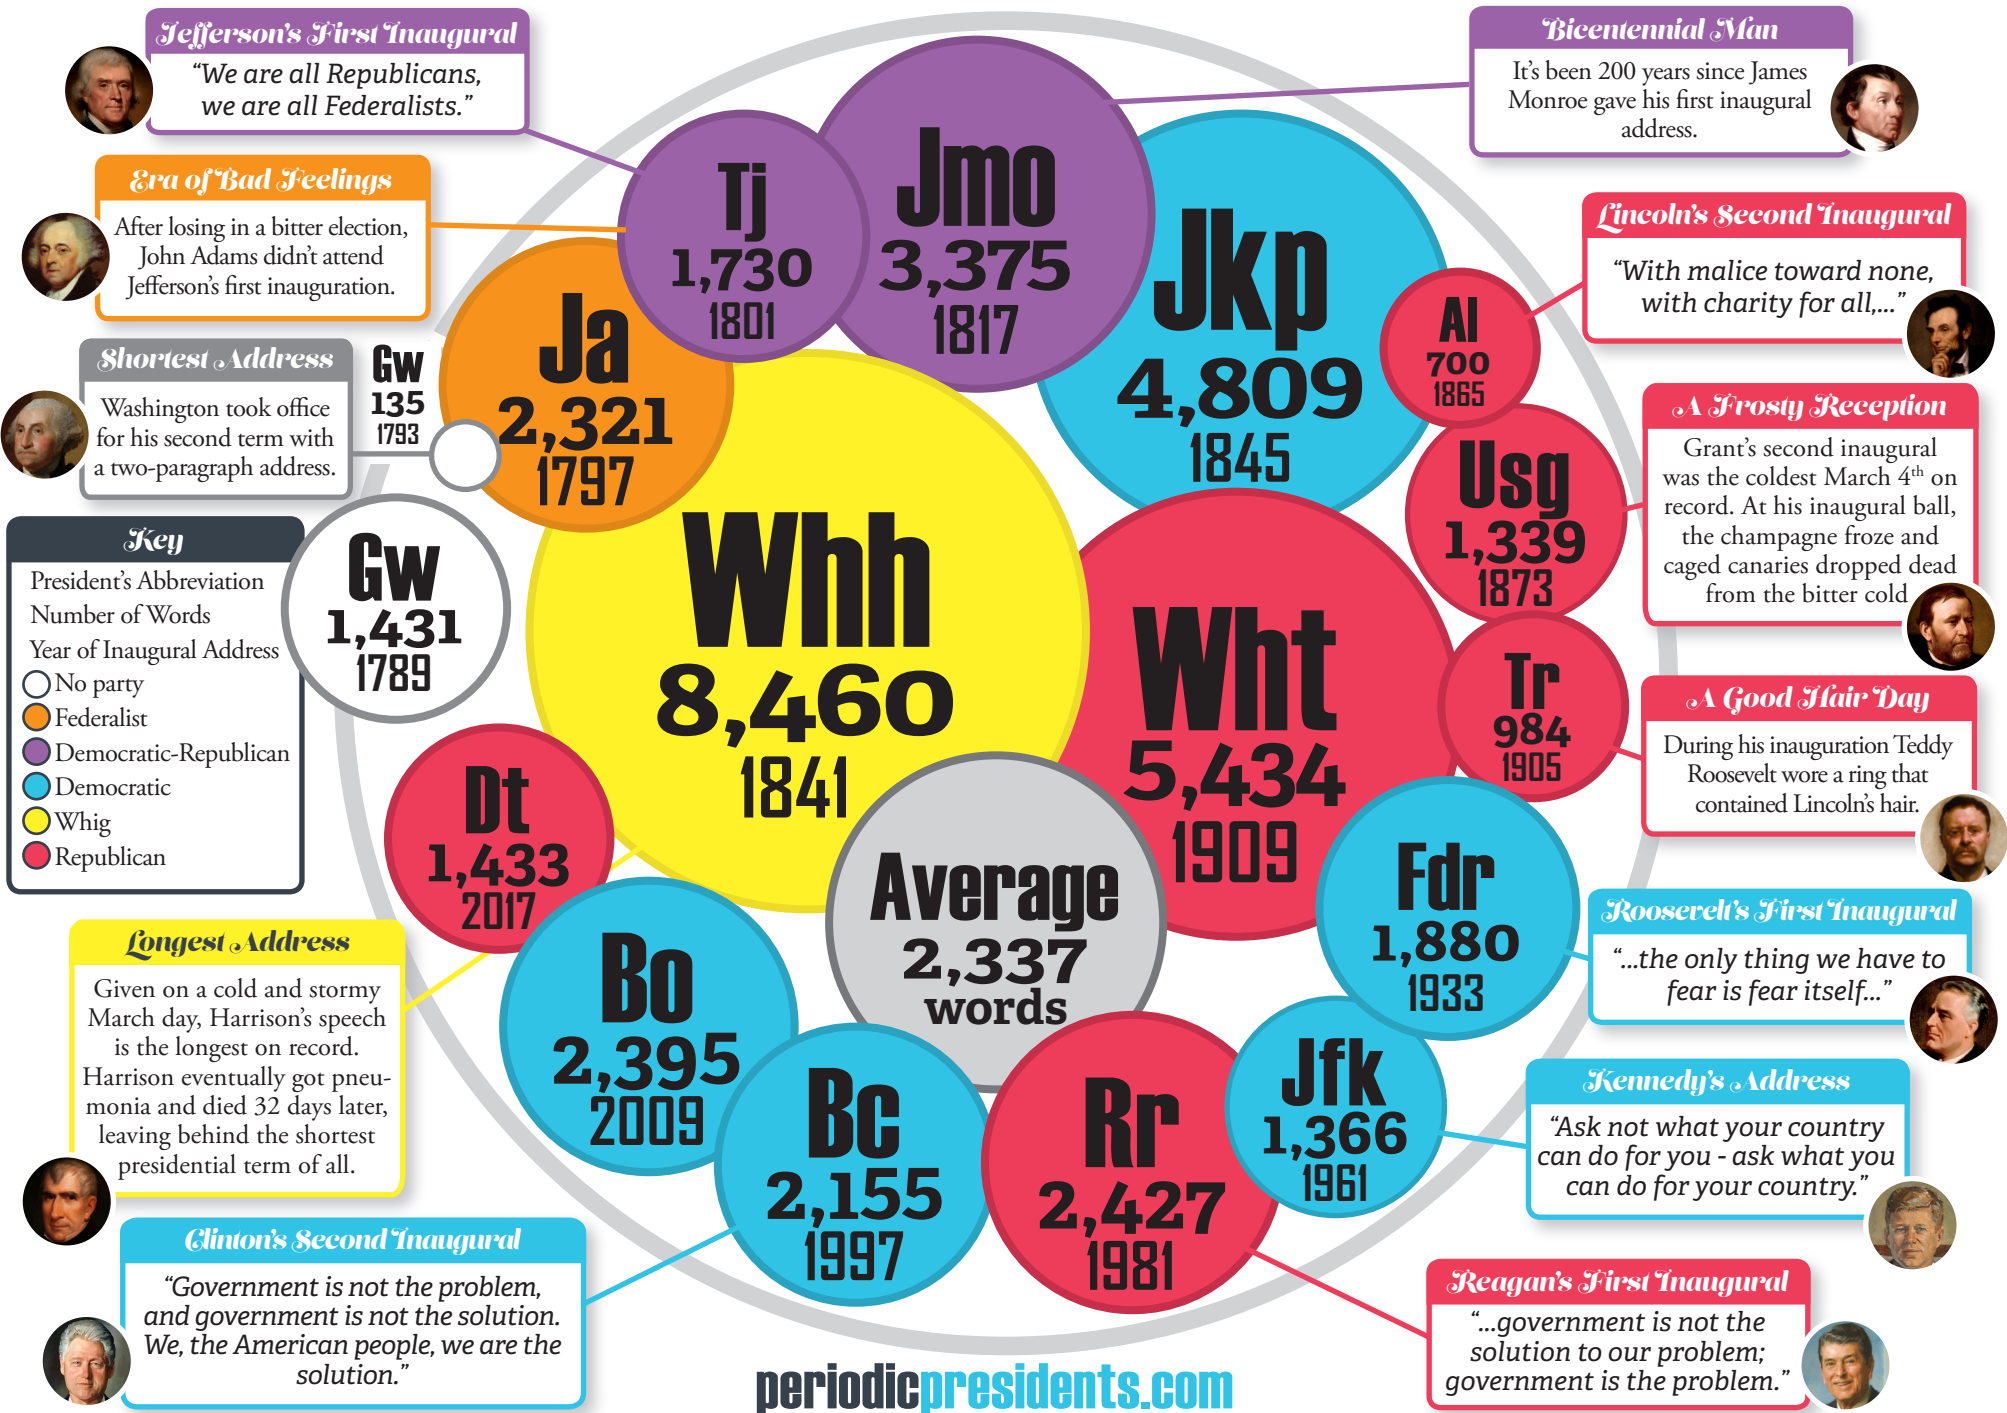 Jefferson's First Inaugural
“We are all Republicans,
we are all Federalists.”
Bicentennial Man
It’s been 200 years since James
Monroe gave his first inaugural
address.
Era of Bad Feelings
After losing in a bitter election,
John Adams didn’t attend
Jefferson’s first inauguration.
Shortest Address
Washington took office
for his second term with
a two-paragraph address.
Gw
135
1793
Key
President’s Abbreviation
Number of Words
Year of Inaugural Address
No party
Federalist
Democratic-Republican
Democratic
Whig
Republican
Gw
1,431
1789
Ja
2,321
1797
Tj
1,730
1801
Jmo
3,375
1817
Jkp
4,809
1845
Al
700
1865
Usg
1,339
1873
Whh
8,460
1841
Wht
5,434
1909
Tr
984
1905
Dt
1,433
2017
Average
2,337
words
Fdr
1,880
1933
Bo
2,395
2009
Bc
2,155
1997
Rr
2,427
1981
Jfk
1,366
1961
Lincoln's Second Inaugural
“With malice toward none,
with charity for all,...”
A Frosty Reception
Grant’s second inaugural
was the coldest March 4th on
record. At his inaugural ball,
the champagne froze and
caged canaries dropped dead
from the bitter cold
A Good Hair Day
During his inauguration Teddy
Roosevelt wore a ring that
contained Lincoln’s hair.
Roosevelt's First Inaugural
“...the only thing we have to
fear is fear itself...”
Kennedy's Address
“Ask not what your country
can do for you - ask what you
can do for your country.”
Reagan's First Inaugural
“...government is not the
solution to our problem;
government is the problem.”
Longest Address
Given on a cold and stormy
March day, Harrison’s speech
is the longest on record.
Harrison eventually got pneu-
monia and died 32 days later,
leaving behind the shortest
presidential term of all.
Clinton's Second Inaugural
“Government is not the problem,
and government is not the solution.
We, the American people, we are the
solution.”
periodicpresidents.com